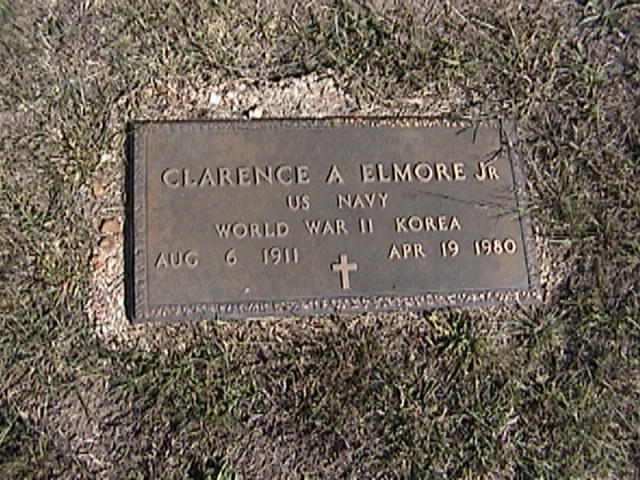 CLARENCE A ELMORE JR
US NAVY
WORLD WAR II KOREA
AUG 6 1911 APR 19 1980